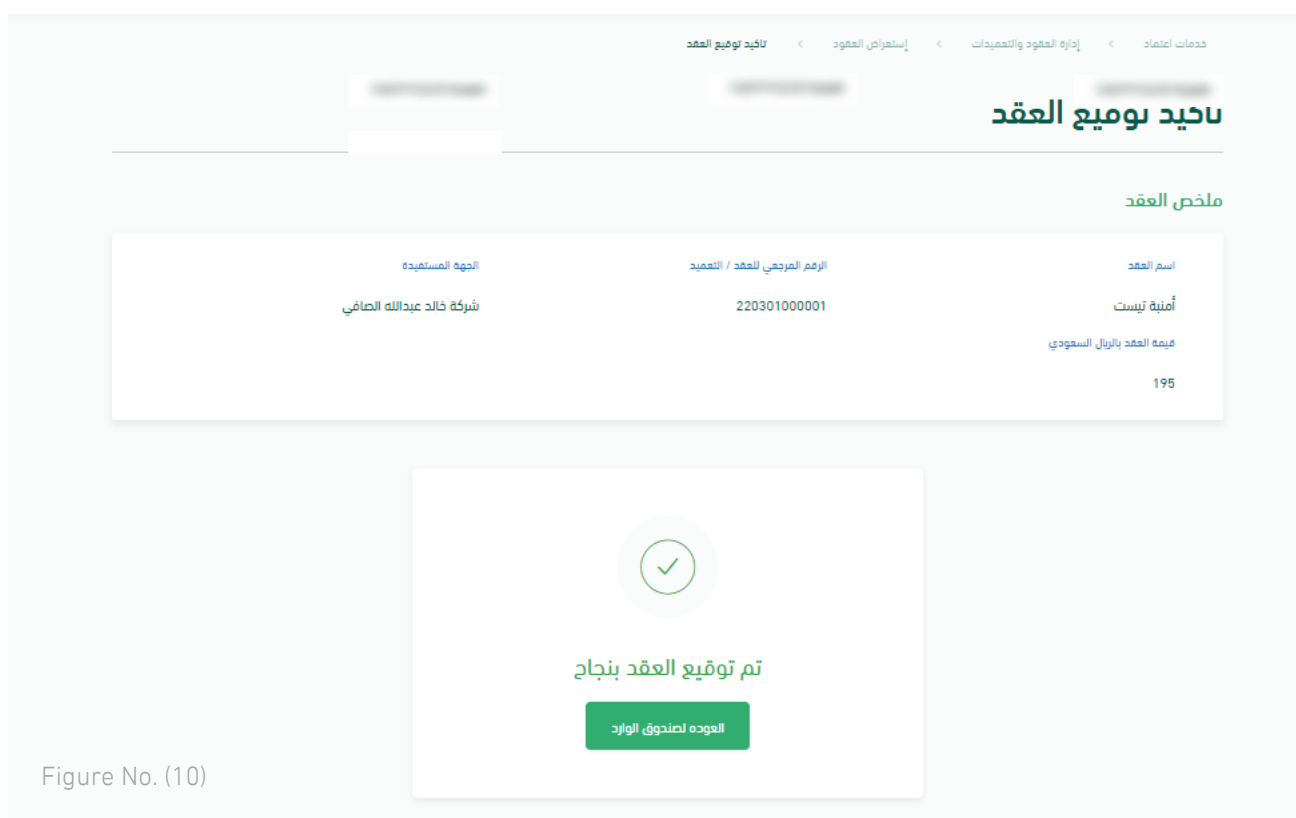 خدمات اعتماد > إدارة العقود والتعميدات > إستعراض العقود > تاكيد توقيع العقد
تاكيد توقيع العقد
ملخص العقد
اسم العقد الرقم المرجعي للعقد / التعميد الجهة المستفيدة
أمنية تيست 220301000001 شركة خالد عبدالله الصافي
قيمة العقد بالريال السعودي
195
تم توقيع العقد بنجاح
العوده لصندوق الوارد
Figure No. (10)